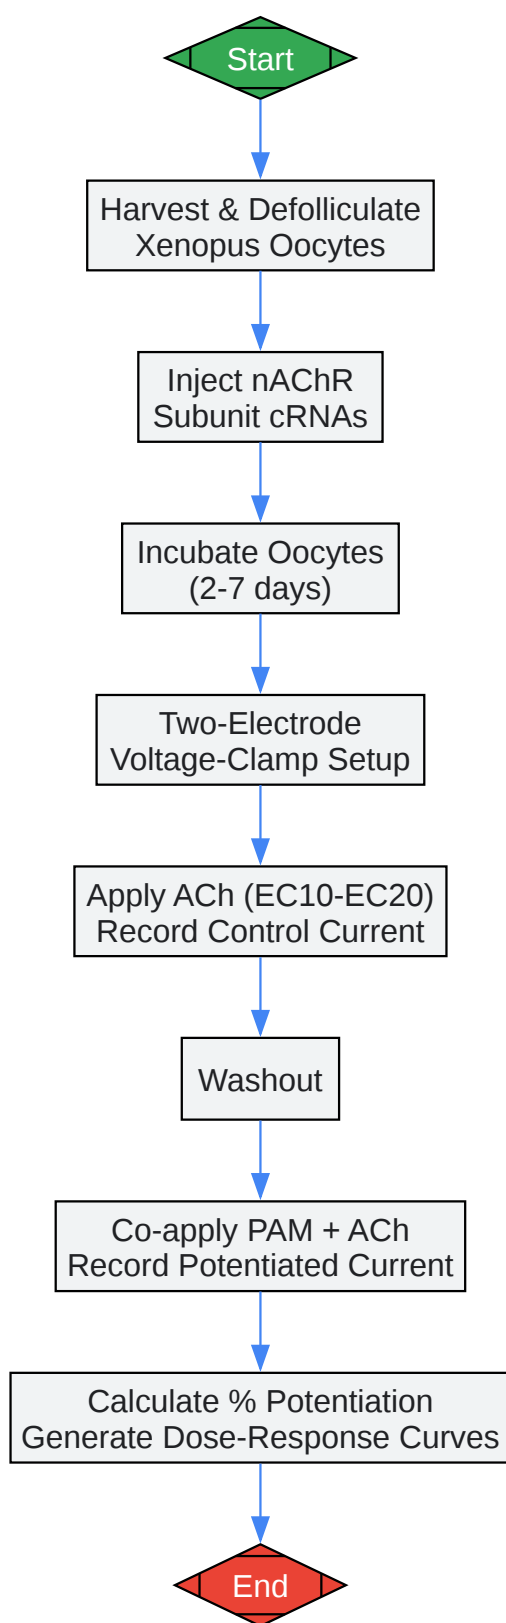 Start
Harvest & Defolliculate
Xenopus Oocytes
Inject nAChR
Subunit cRNAs
Incubate Oocytes
(2-7 days)
Two-Electrode
Voltage-Clamp Setup
Apply ACh (EC10-EC20)
Record Control Current
Washout
Co-apply PAM + ACh
Record Potentiated Current
Calculate % Potentiation
Generate Dose-Response Curves
End